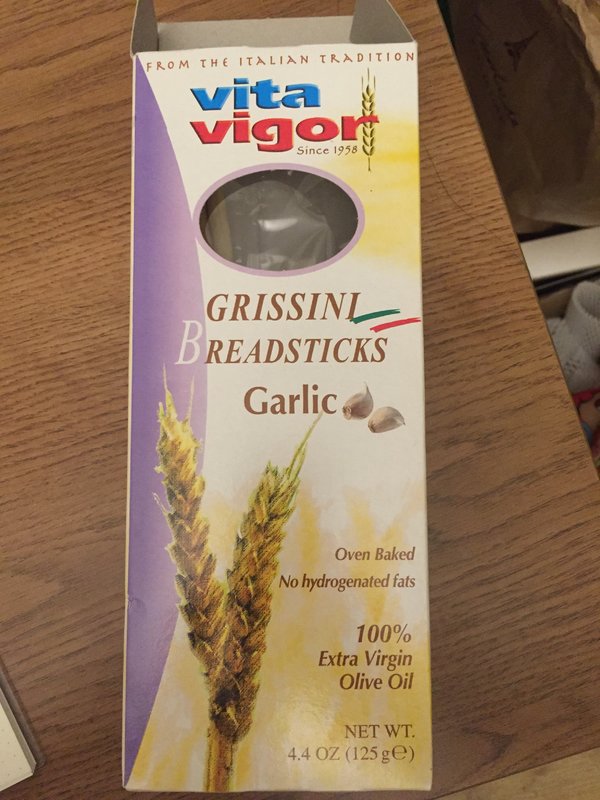 FROM THE ITALIAN TRADITION
vita
vigor
Since 1958
GRISSINI
BREADSTICKS
Garlic
Oven Baked
No hydrogenated fats
100%
Extra Virgin
Olive Oil
NET WT.
4.4 OZ (125 g℮)